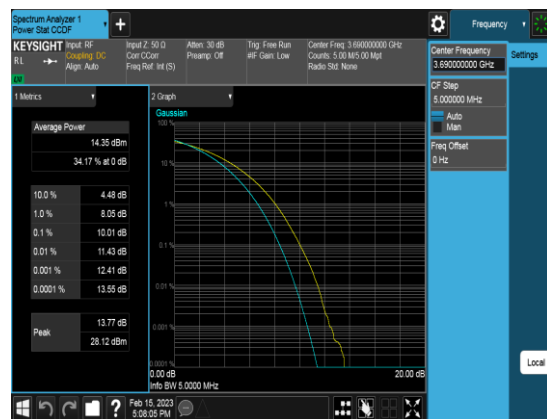 Spectrum Analyzer 1
Power Stat CCDF
+
Frequency
KEYSIGHT
RL
Input: RF
Coupling: DC
Align: Auto
Input Z: 50 Ω
Corr CCorr
Freq Ref: Int (S)
Atten: 30 dB
Preamp: Off
Trig: Free Run
#IF Gain: Low
Center Freq: 3.690000000 GHz
Counts: 5.00 M/5.00 Mpt
Radio Std: None
1 Metrics
Average Power
14.35 dBm
34.17 % at 0 dB
10.0 % 4.48 dB
1.0 % 8.05 dB
0.1 % 10.01 dB
0.01 % 11.43 dB
0.001 % 12.41 dB
0.0001 % 13.55 dB
Peak
13.77 dB
28.12 dBm
2 Graph
Gaussian
100 %
10 %
1 %
0.1 %
0.01 %
0.001 %
0.0001 %
0.00 dB 20.00 dB
Info BW 5.0000 MHz
Center Frequency
3.690000000 GHz
CF Step
5.000000 MHz
Auto
Man
Freq Offset
0 Hz
Settings
Local
?
Feb 15, 2023
5:08:05 PM